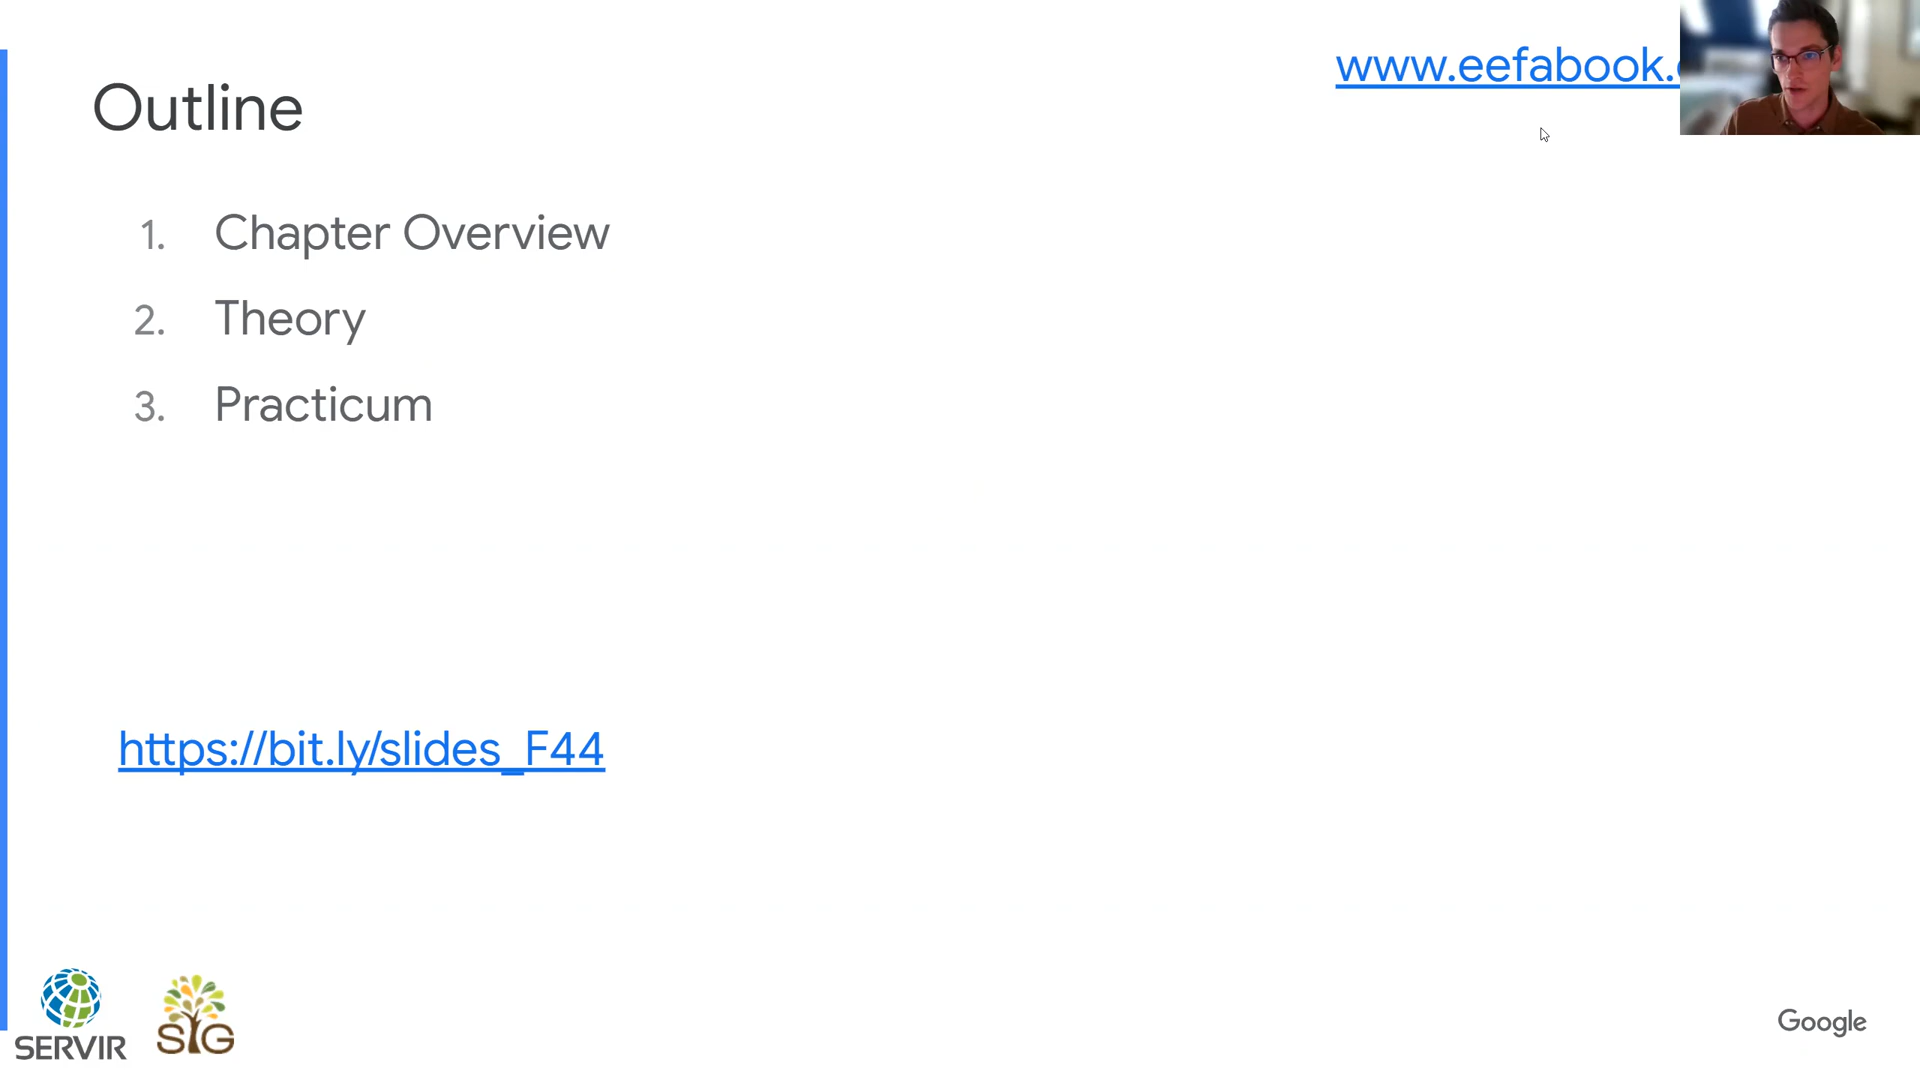 www.eefabook.
Outline
1. Chapter Overview
2. Theory
3. Practicum
https://bit.ly/slides_F44
SERVIR
SIG
Google